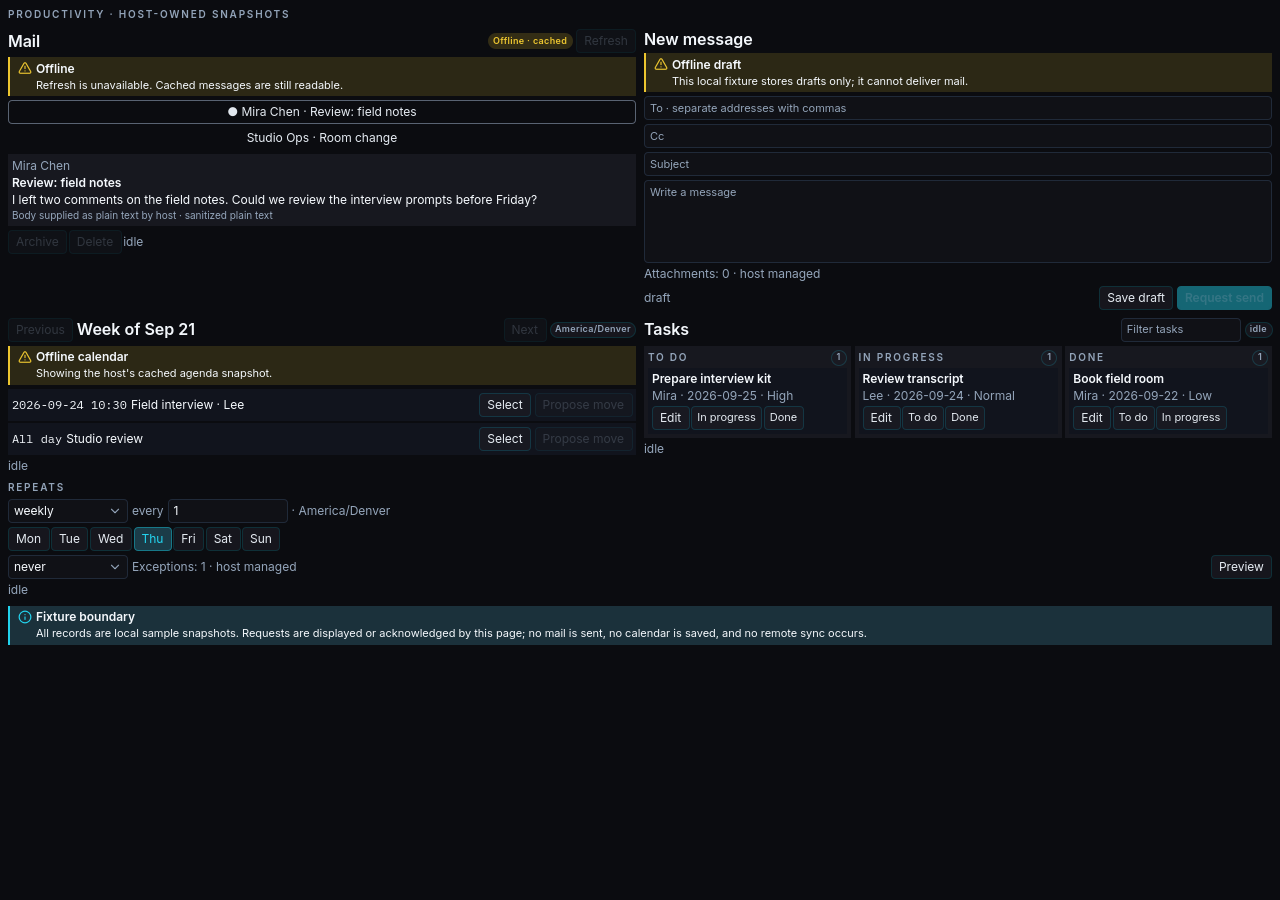 PRODUCTIVITY · HOST-OWNED SNAPSHOTS
Mail
Offline · cached
Refresh
Offline
Refresh is unavailable. Cached messages are still readable.
● Mira Chen · Review: field notes
Studio Ops · Room change
Mira Chen
Review: field notes
I left two comments on the field notes. Could we review the interview prompts before Friday?
Body supplied as plain text by host · sanitized plain text
Archive Delete idle
New message
Offline draft
This local fixture stores drafts only; it cannot deliver mail.
To · separate addresses with commas
Cc
Subject
Write a message
Attachments: 0 · host managed
draft
Save draft
Request send
Previous Week of Sep 21 Next America/Denver
Offline calendar
Showing the host's cached agenda snapshot.
2026-09-24 10:30 Field interview · Lee Select Propose move
All day Studio review Select Propose move
idle
Tasks
Filter tasks
idle
TO DO 1
Prepare interview kit
Mira · 2026-09-25 · High
Edit In progress Done
IN PROGRESS 1
Review transcript
Lee · 2026-09-24 · Normal
Edit To do Done
DONE 1
Book field room
Mira · 2026-09-22 · Low
Edit To do In progress
idle
REPEATS
weekly every 1 · America/Denver
Mon Tue Wed Thu Fri Sat Sun
never Exceptions: 1 · host managed Preview
idle
Fixture boundary
All records are local sample snapshots. Requests are displayed or acknowledged by this page; no mail is sent, no calendar is saved, and no remote sync occurs.